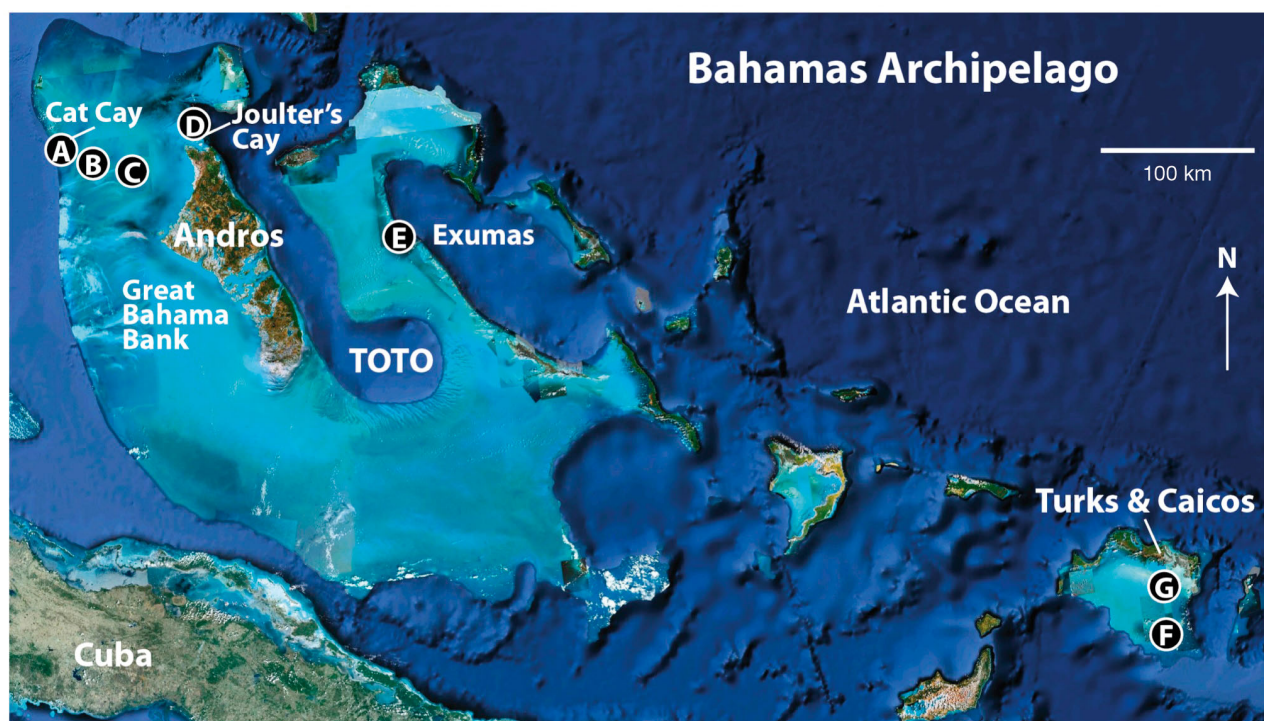 Bahamas Archipelago
Cat Cay
Joulter's
Cay
D
A
B
C
100 km
Andros
E
Exumas
N
Great
Bahama
Bank
Atlantic Ocean
TOTO
Turks & Caicos
G
F
Cuba